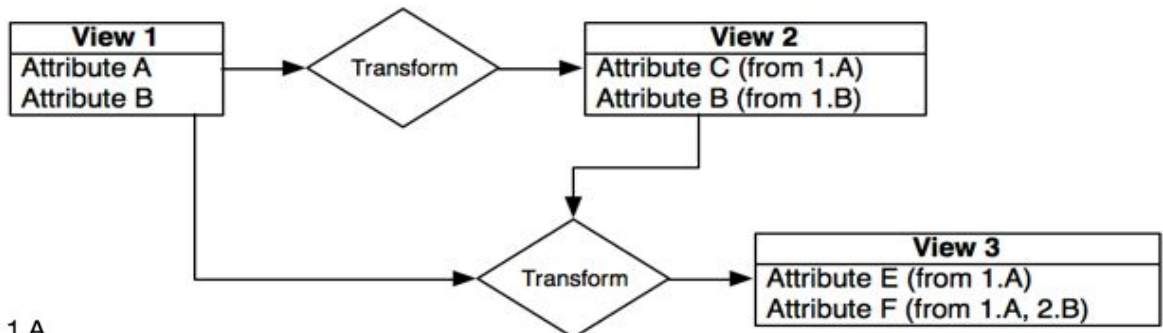 View 1
Attribute A
Attribute B
Transform
View 2
Attribute C (from 1.A)
Attribute B (from 1.B)
Transform
View 3
Attribute E (from 1.A)
Attribute F (from 1.A, 2.B)
1.A